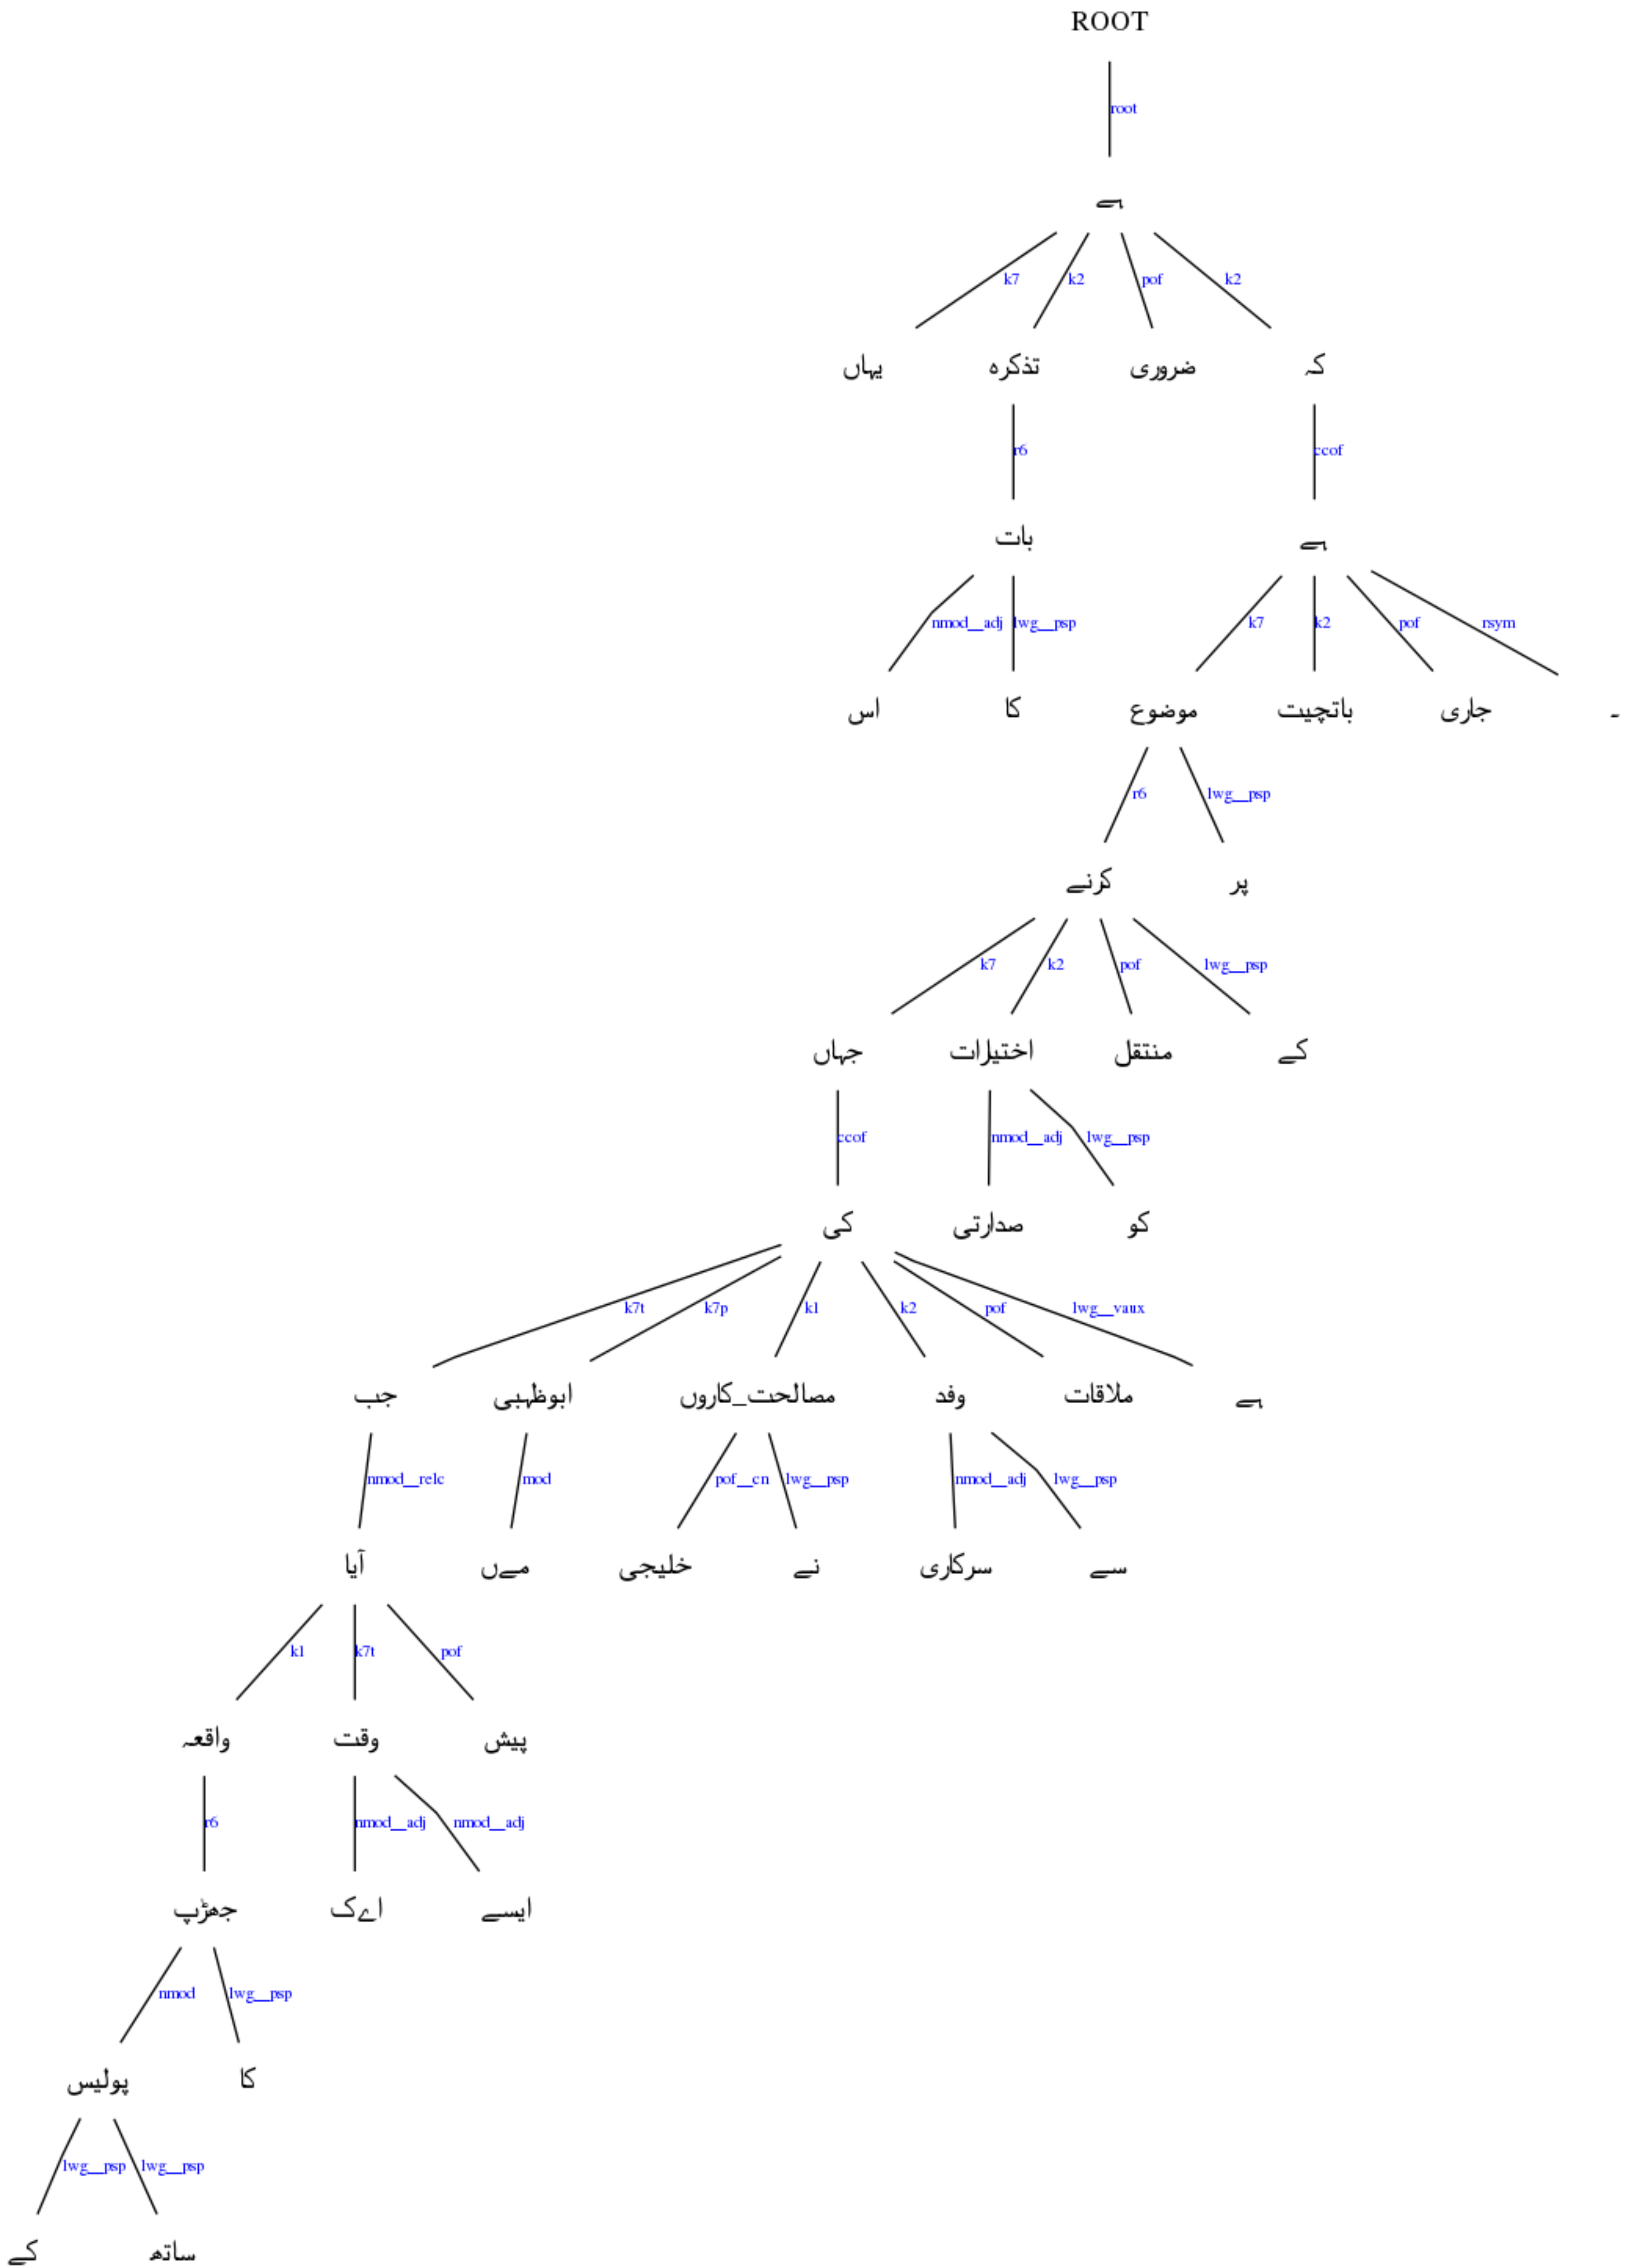 ROOT
root
ہے
k7 k2 pof k2
یہاں تذکرہ ضروری کہ
r6 ccof
بات ہے
nmod__adj lwg__psp k7 k2 pof rsym
اس کا موضوع باتچیت جاری ۔
r6 lwg__psp
کرنے پر
k7 k2 pof lwg__psp
جہاں اختیارات منتقل کے
ccof nmod__adj lwg__psp
کی صدارتی کو
k7t k7p k1 k2 pof lwg__vaux
جب ابوظہبی مصالحت_کاروں وفد ملاقات ہے
nmod__relc mod pof__cn lwg__psp nmod__adj lwg__psp
آیا مےں خلیجی نے سرکاری سے
k1 k7t pof
واقعہ وقت پیش
r6 nmod__adj nmod__adj
جھڑپ اےک ایسے
nmod lwg__psp
پولیس کا
lwg__psp lwg__psp
کے ساتھ